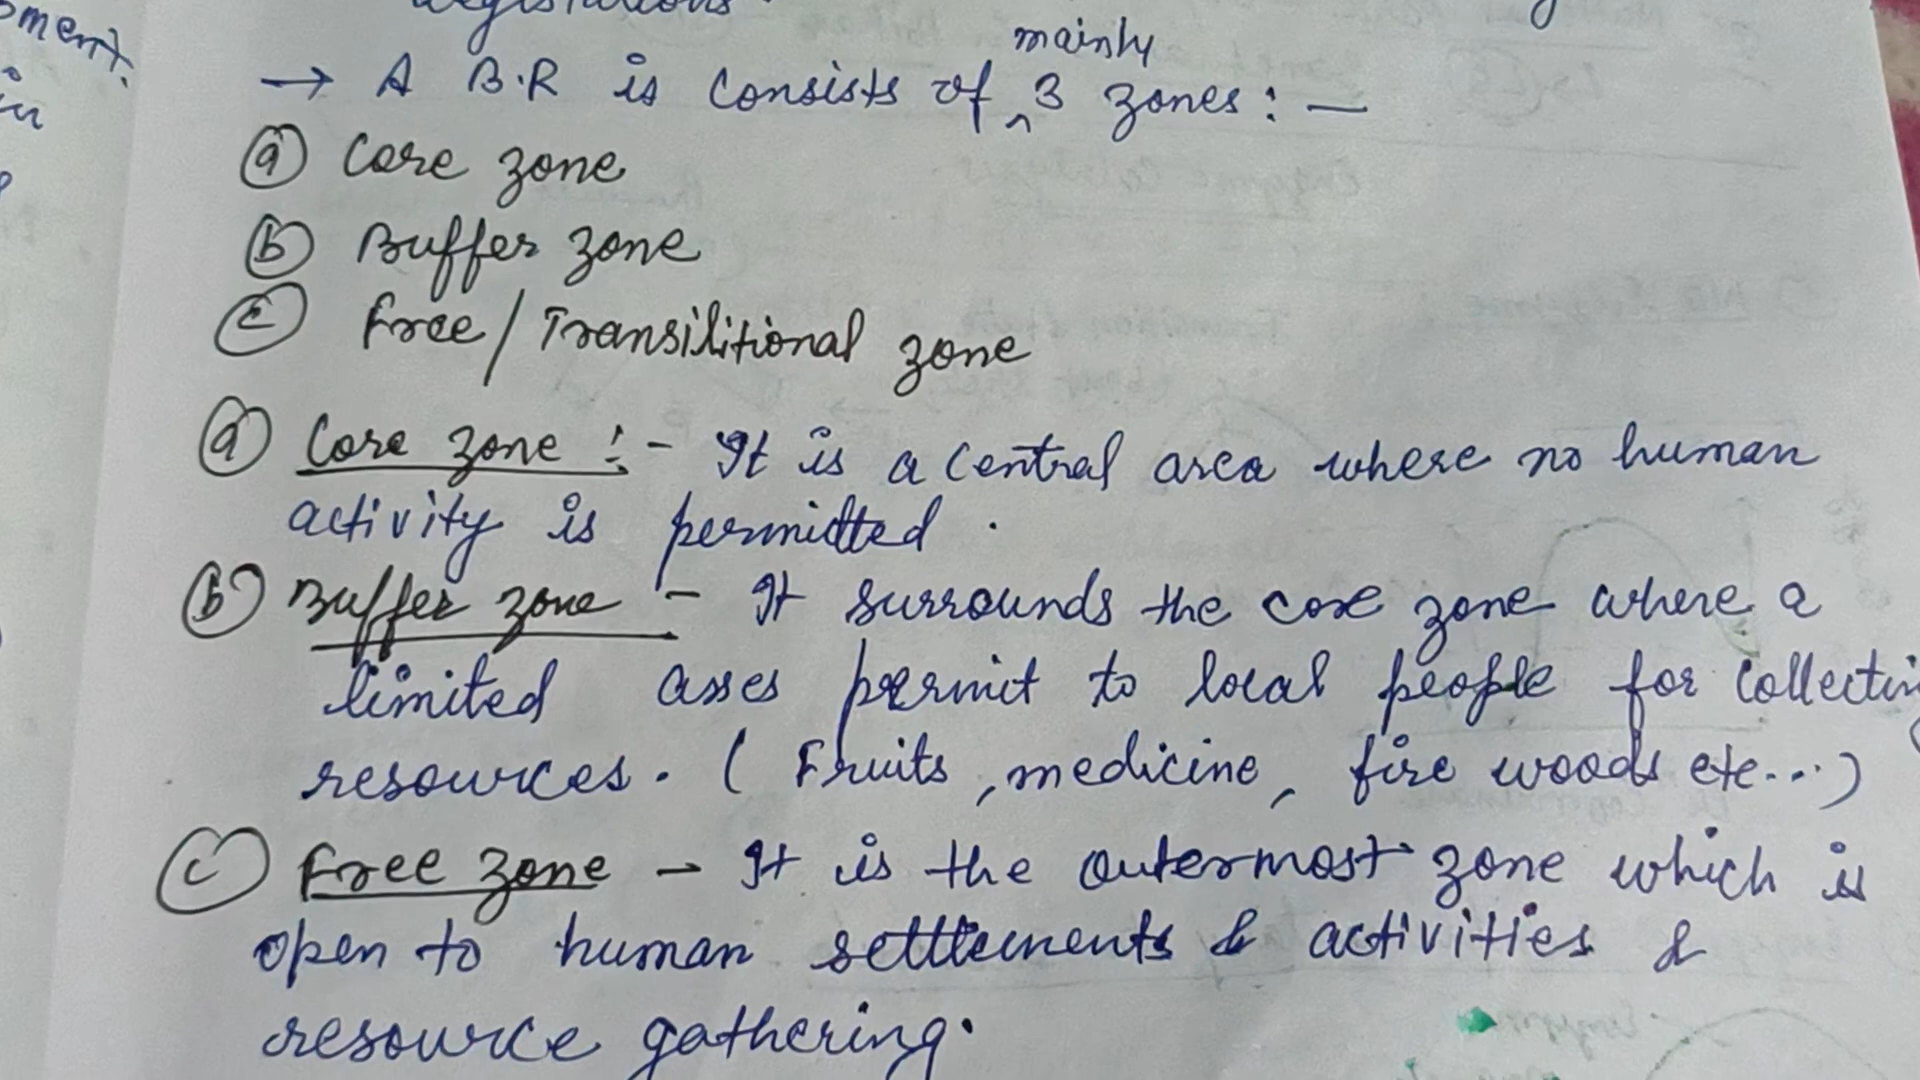 mainly
→ A B.R is consists of ^ 3 zones : —
ⓐ Core zone
ⓑ Buffer zone
ⓒ Free / Transilitional zone
ⓐ Core zone :- It is a central area where no human
activity is permitted .
ⓑ Buffer zone - It surrounds the core zone where a
limited asses permit to local people for collecting
resources. ( Fruits , medicine, fire woods etc...)
ⓒ Free zone - It is the outermost zone which is
open to human settlements & activities &
resource gathering.